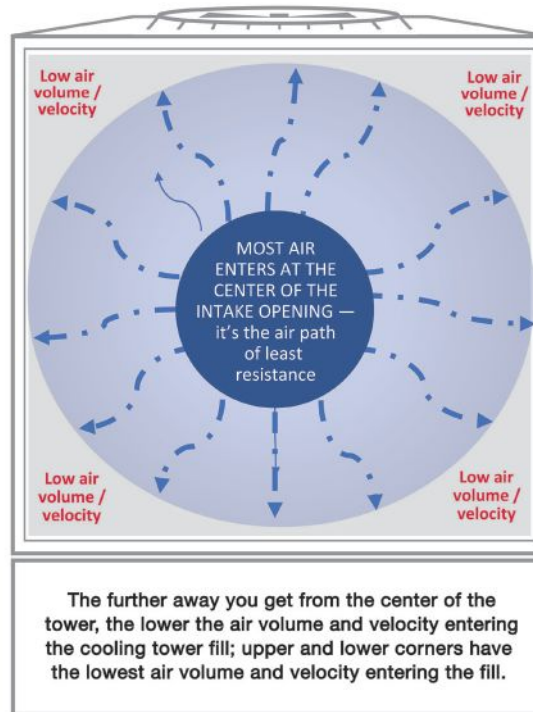 Low air
volume /
velocity
Low air
volume /
velocity
MOST AIR
ENTERS AT THE
CENTER OF THE
INTAKE OPENING —
it's the air path
of least
resistance
Low air
volume /
velocity
Low air
volume /
velocity
The further away you get from the center of the
tower, the lower the air volume and velocity entering
the cooling tower fill; upper and lower corners have
the lowest air volume and velocity entering the fill.